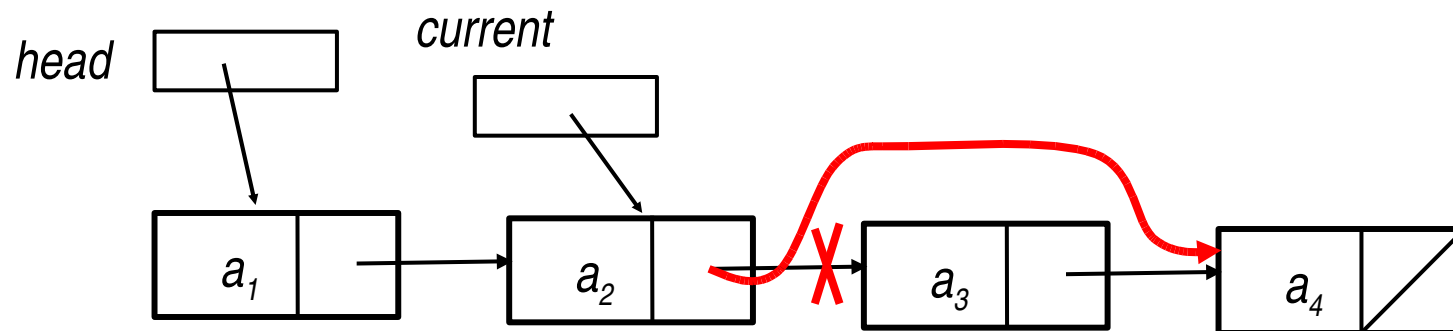 head
current
a₁
a₂
a₃
a₄